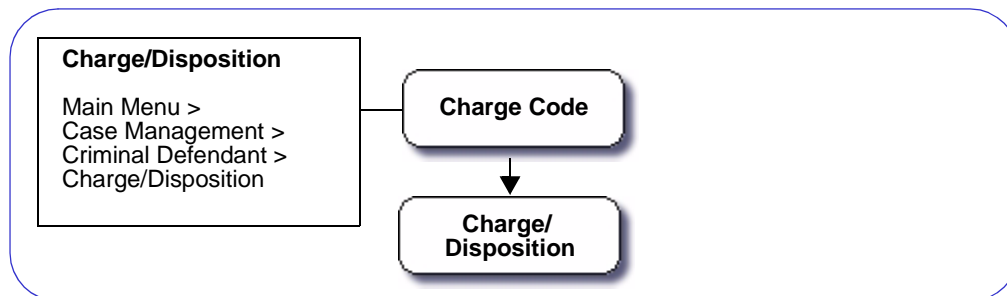 Charge/Disposition
Main Menu >
Case Management >
Criminal Defendant >
Charge/Disposition
Charge Code
Charge/
Disposition